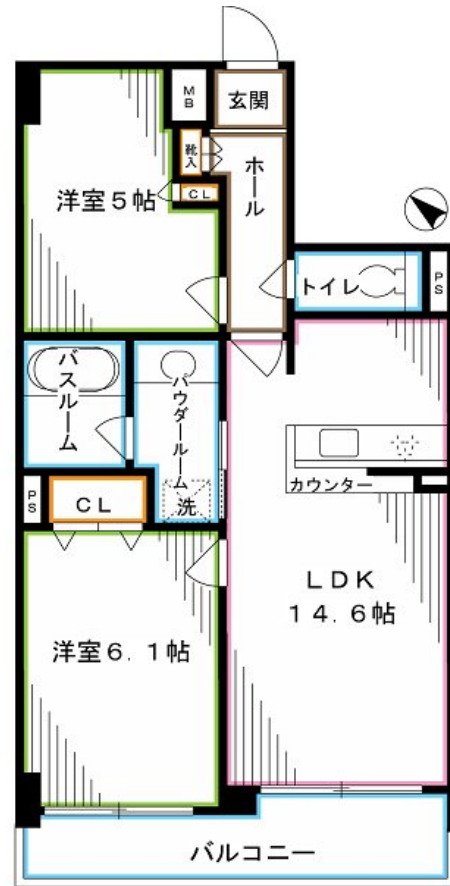 MB
玄関
靴入
ホール
洋室5帖
CL
トイレ
PS
バスルーム
パウダールーム
洗
カウンター
PS
CL
LDK
14.6帖
洋室6.1帖
バルコニー